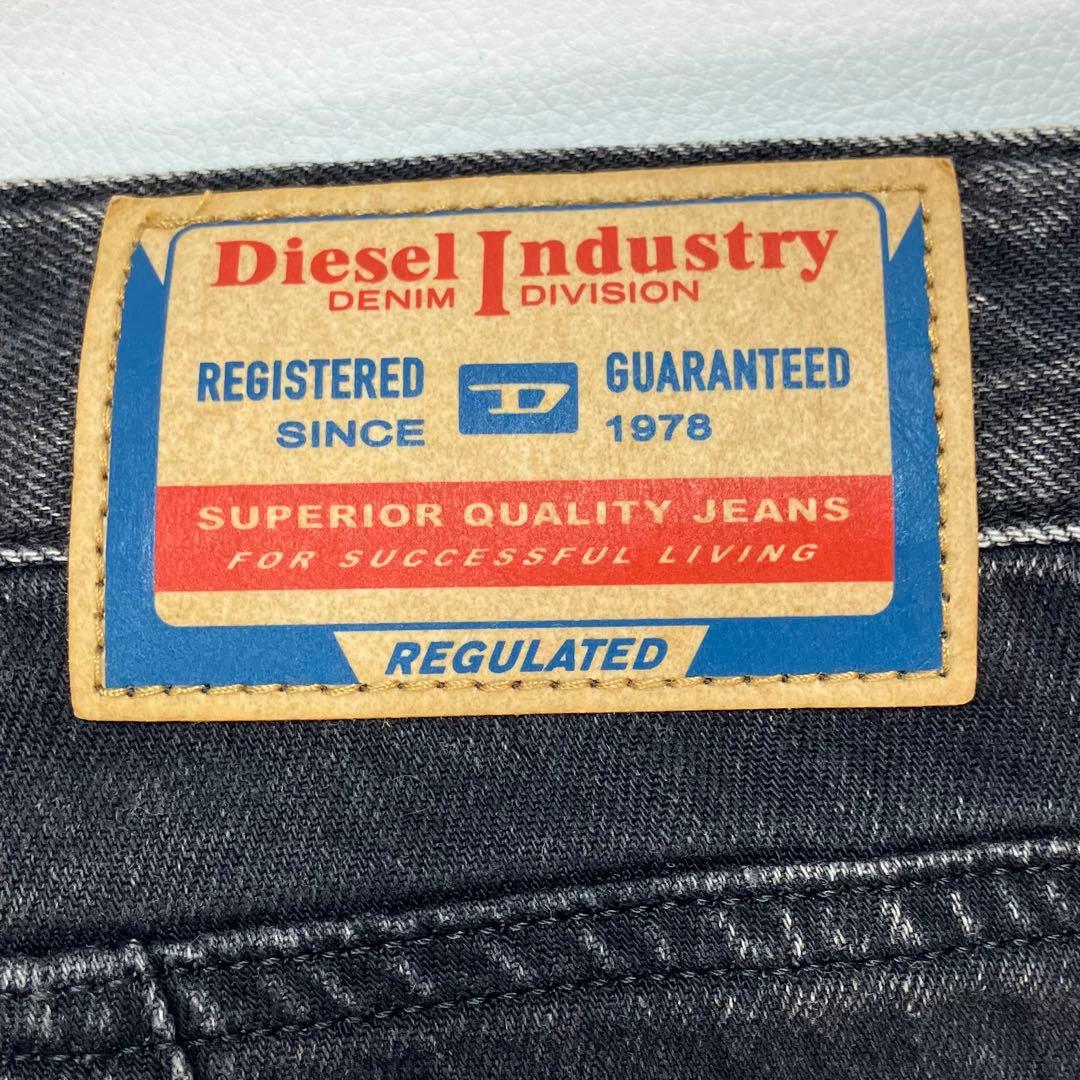 Diesel Industry
DENIM DIVISION
REGISTERED D GUARANTEED
SINCE 1978
SUPERIOR QUALITY JEANS
FOR SUCCESSFUL LIVING
REGULATED